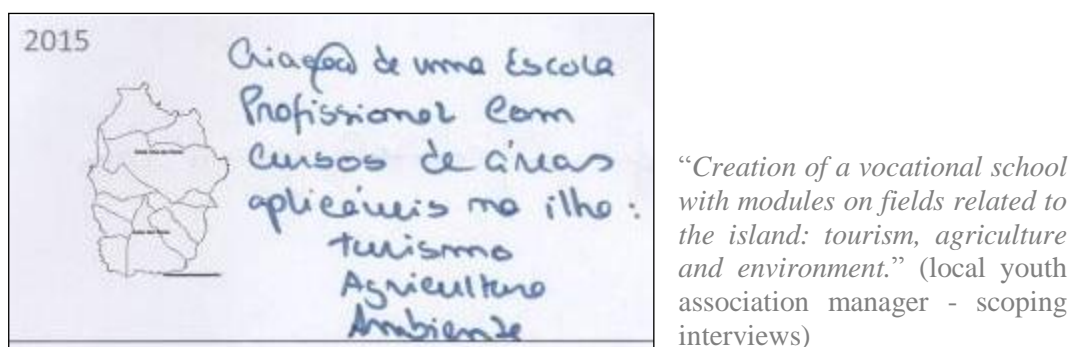 2015
Criação de uma Escola
Profissional com
cursos de áreas
aplicáveis na ilha:
turismo
Agricultura
Ambiente
“Creation of a vocational school
with modules on fields related to
the island: tourism, agriculture
and environment.” (local youth
association manager - scoping
interviews)